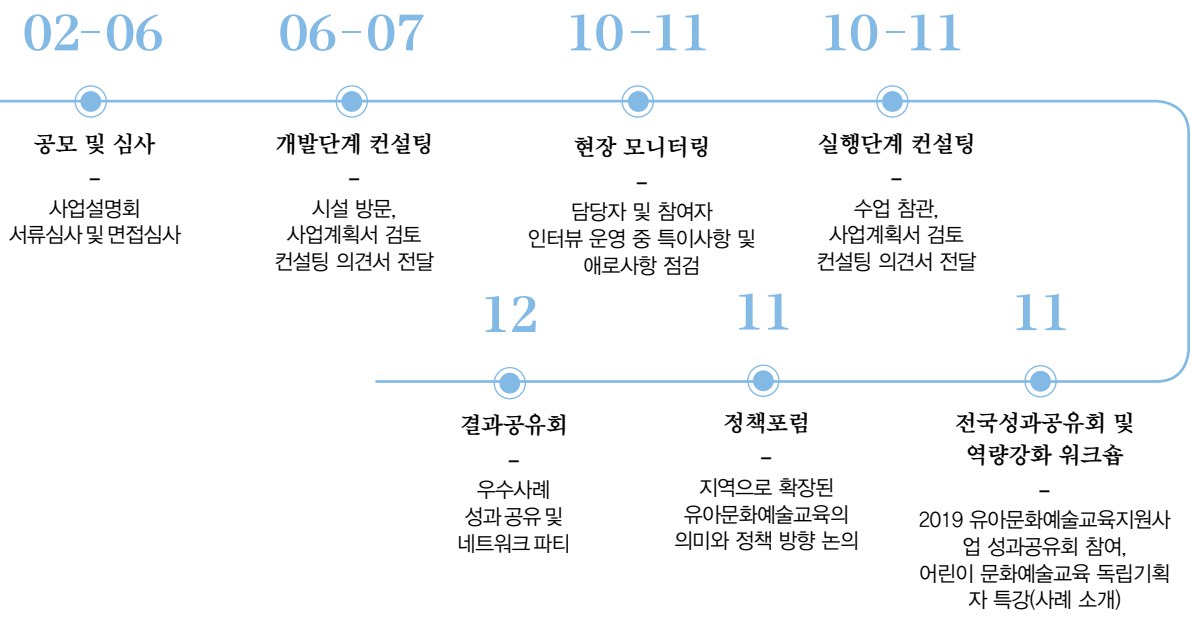 02-06
공모 및 심사
–
사업설명회
서류심사 및 면접심사
06-07
개발단계 컨설팅
–
시설 방문,
사업계획서 검토
컨설팅 의견서 전달
10-11
현장 모니터링
–
담당자 및 참여자
인터뷰 운영 중 특이사항 및
애로사항 점검
10-11
실행단계 컨설팅
–
수업 참관,
사업계획서 검토
컨설팅 의견서 전달
11
전국성과공유회 및
역량강화 워크숍
–
2019 유아문화예술교육지원사
업 성과공유회 참여,
어린이 문화예술교육 독립기획
자 특강(사례 소개)
11
정책포럼
–
지역으로 확장된
유아문화예술교육의
의미와 정책 방향 논의
12
결과공유회
–
우수사례
성과 공유 및
네트워크 파티